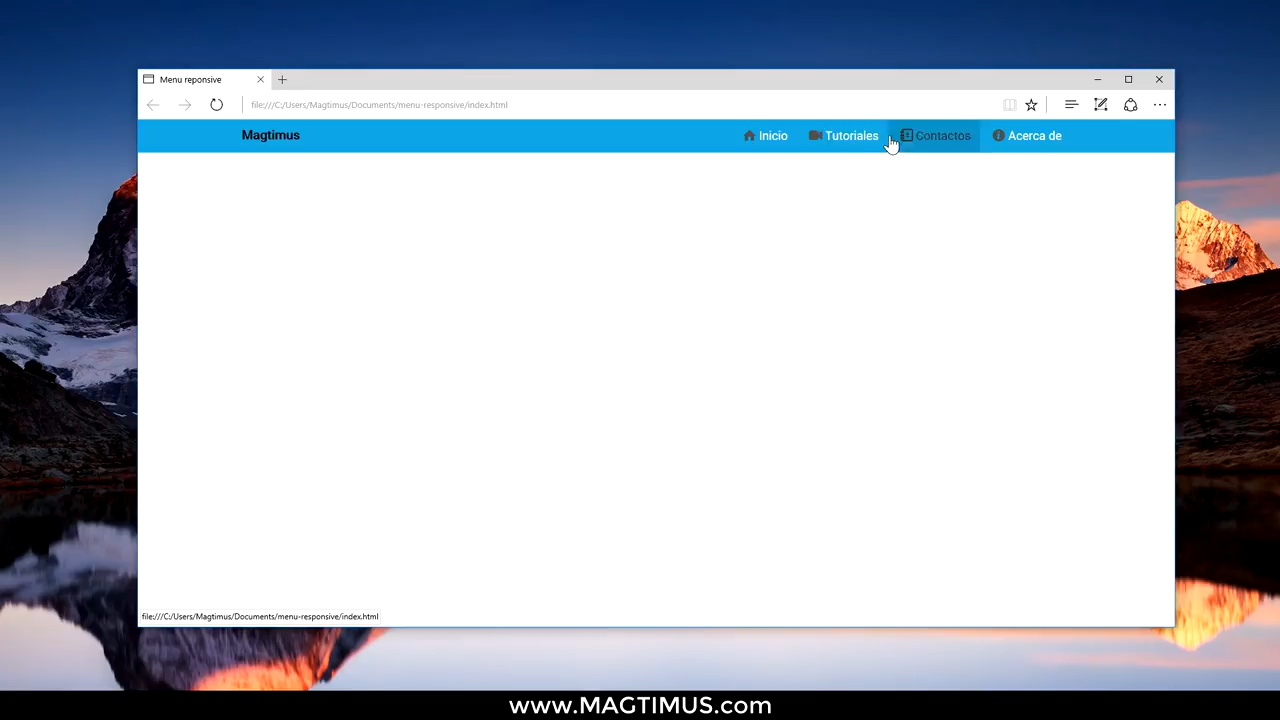 Menu reponsive
file:///C:/Users/Magtimus/Documents/menu-responsive/index.html
Magtimus
Inicio
Tutoriales
Contactos
Acerca de
file:///C:/Users/Magtimus/Documents/menu-responsive/index.html
www.MAGTIMUS.com